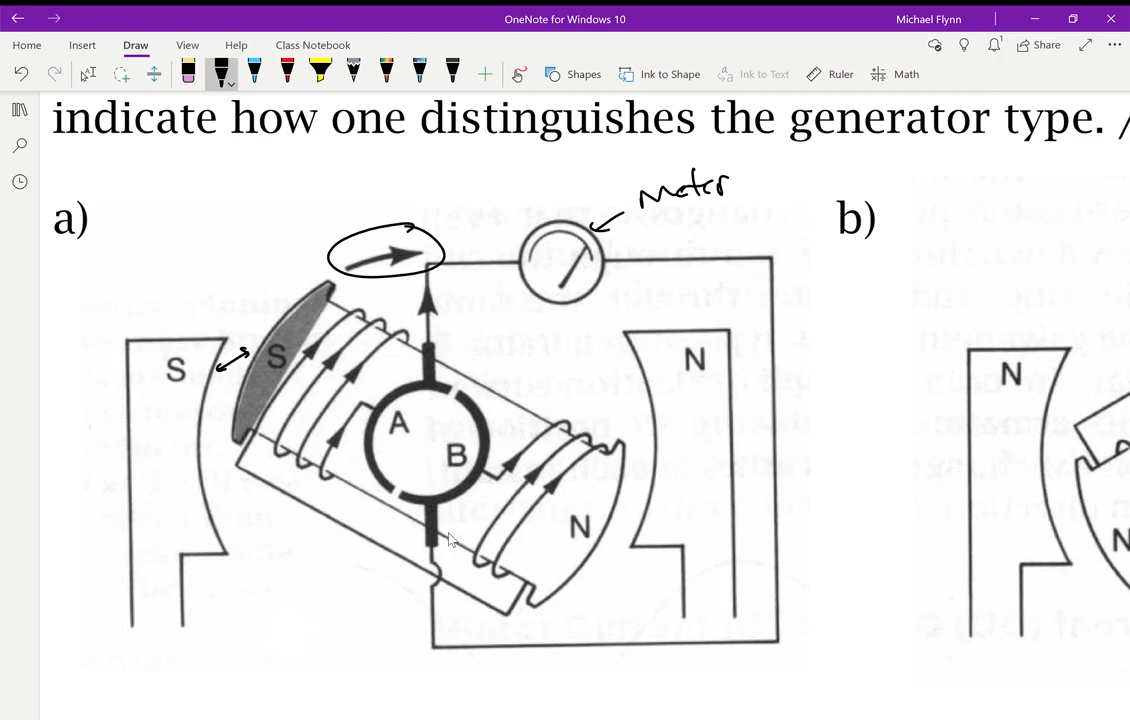 OneNote for Windows 10
Michael Flynn
Home Insert Draw View Help Class Notebook
1
Share
Shapes
Ink to Shape
Ink to Text
Ruler
Math
indicate how one distinguishes the generator type. /
Meter
a)
b)
S
S
N
N
A
B
N
N